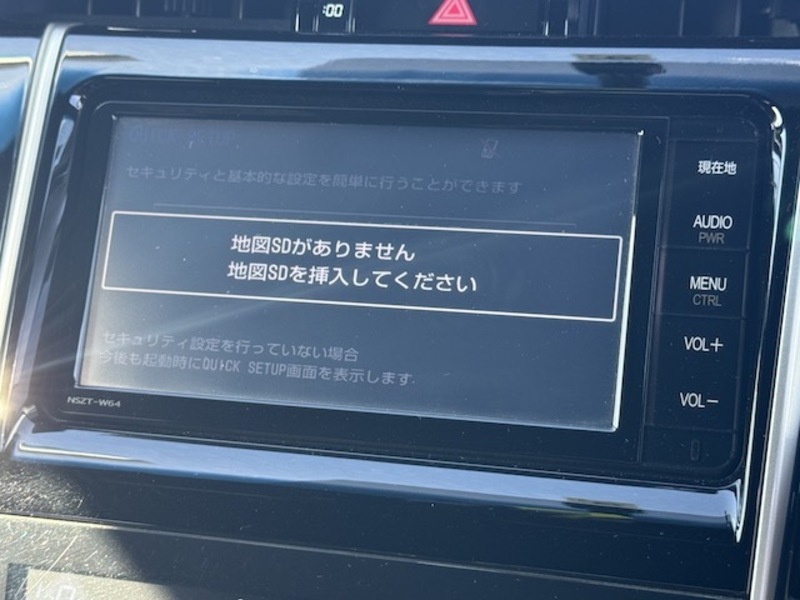 :00
QUICK SETUP
セキュリティと基本的な設定を簡単に行うことができます
地図SDがありません
地図SDを挿入してください
セキュリティ設定を行っていない場合
今後も起動時にQUICK SETUP画面を表示します.
NSZT-W64
現在地
AUDIO
PWR
MENU
CTRL
VOL+
VOL-